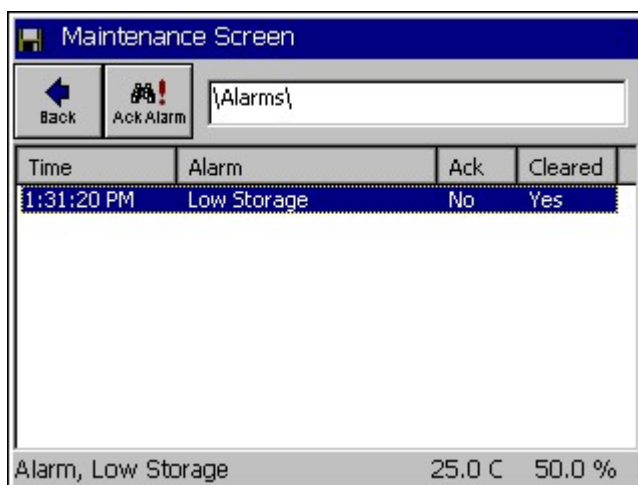 Maintenance Screen
Back
Ack Alarm
\Alarms\
Time Alarm Ack Cleared
1:31:20 PM Low Storage No Yes
Alarm, Low Storage 25.0 C 50.0 %